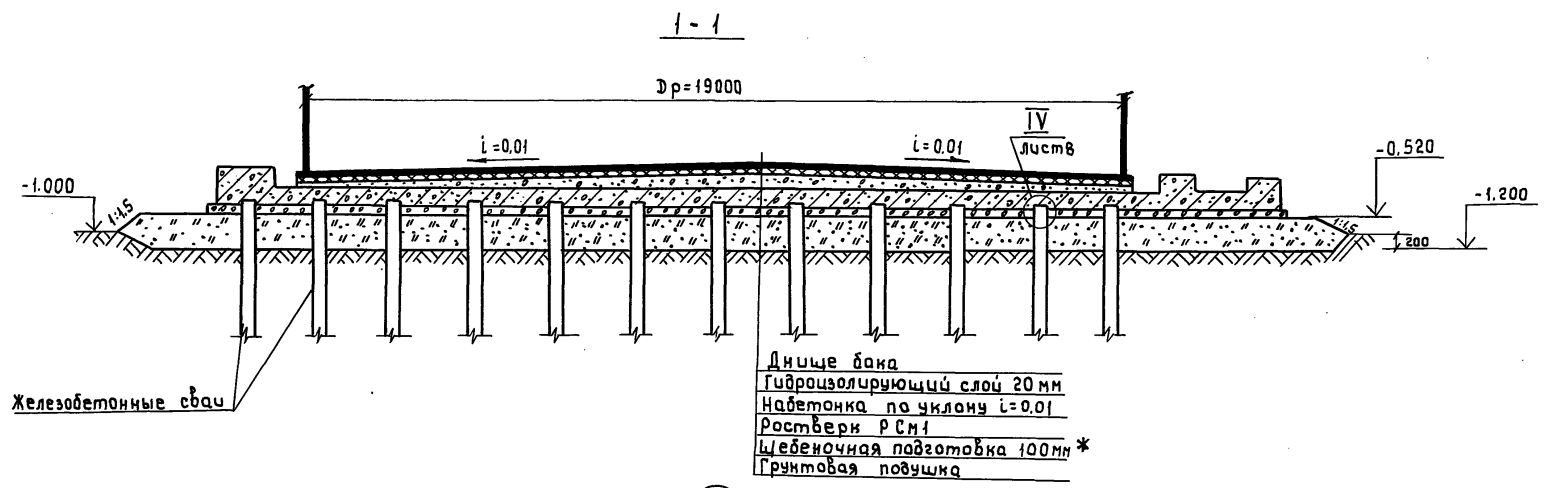 1-1
Dр=19000
i=0,01
i=0,01
IV
листв
-0.520
-1.000
-1.200
1:1.5
1:1.5
200
Железобетонные сваи
Днище бака
Гидроизолирующий слой 20 мм
Набетонка по уклону i=0,01
Ростверк РСм1
Щебеночная подготовка 100мм*
Грунтовая подушка